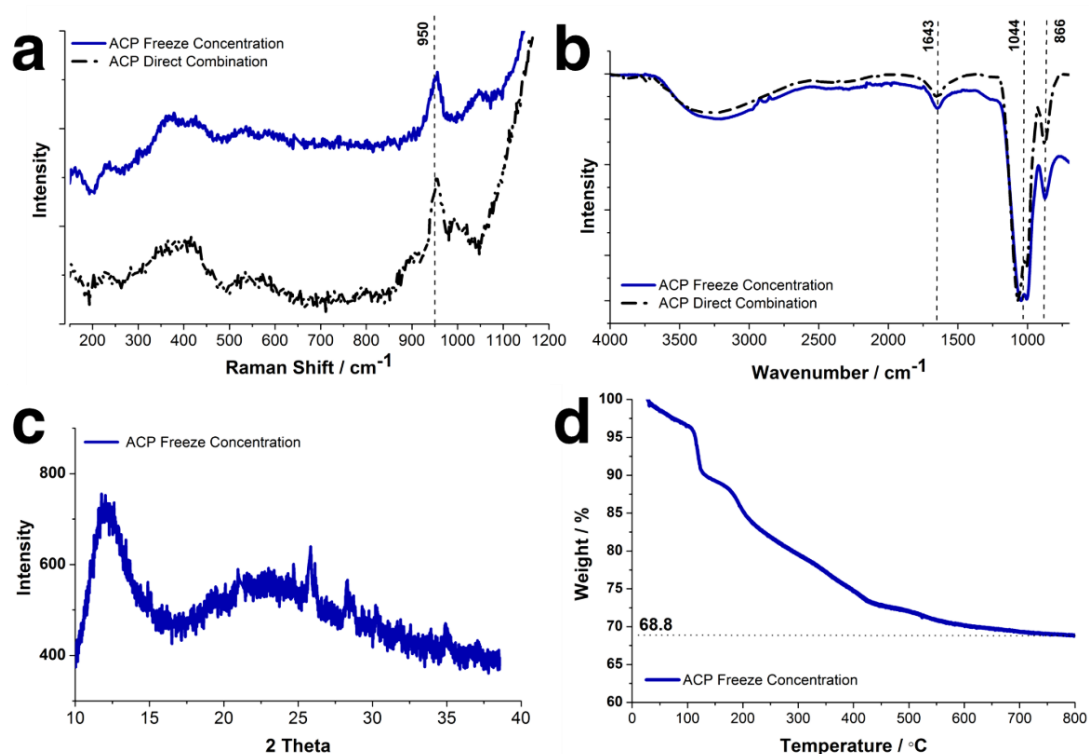 a
ACP Freeze Concentration
ACP Direct Combination
950
Intensity
150 200 300 400 500 600 700 800 900 1000 1100 1200
Raman Shift / cm-1
b
1643
1044
866
Intensity
ACP Freeze Concentration
ACP Direct Combination
4000 3500 3000 2500 2000 1500 1000
Wavenumber / cm-1
c
ACP Freeze Concentration
800
600
400
Intensity
10 15 20 25 30 35 40
2 Theta
d
100
95
90
85
80
75
70
65
60
Weight / %
68.8
ACP Freeze Concentration
0 100 200 300 400 500 600 700 800
Temperature / °C